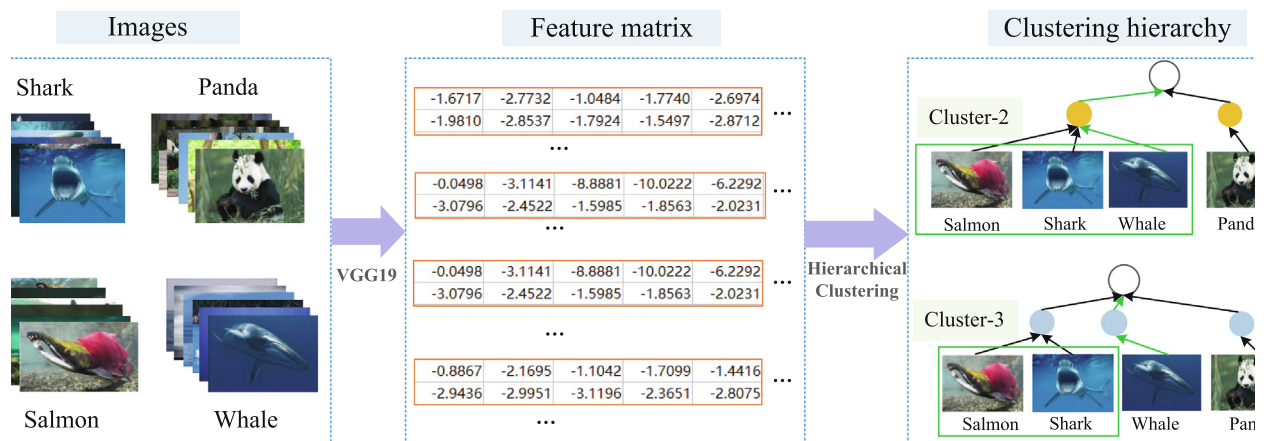 Images
Feature matrix
Clustering hierarchy
Shark
Panda
Salmon
Whale
VGG19
-1.6717 -2.7732 -1.0484 -1.7740 -2.6974
-1.9810 -2.8537 -1.7924 -1.5497 -2.8712
...
...
-0.0498 -3.1141 -8.8881 -10.0222 -6.2292
-3.0796 -2.4522 -1.5985 -1.8563 -2.0231
...
...
-0.0498 -3.1141 -8.8881 -10.0222 -6.2292
-3.0796 -2.4522 -1.5985 -1.8563 -2.0231
...
...
-0.8867 -2.1695 -1.1042 -1.7099 -1.4416
-2.9436 -2.9951 -3.1196 -2.3651 -2.8075
...
...
Hierarchical
Clustering
Cluster-2
Salmon Shark Whale Pand
Cluster-3
Salmon Shark Whale Pand